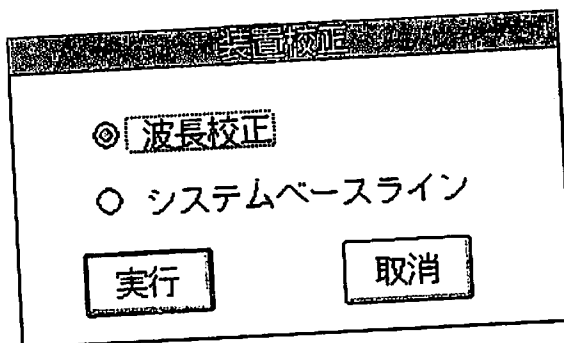 装置校正
波長校正
システムベースライン
実行 取消